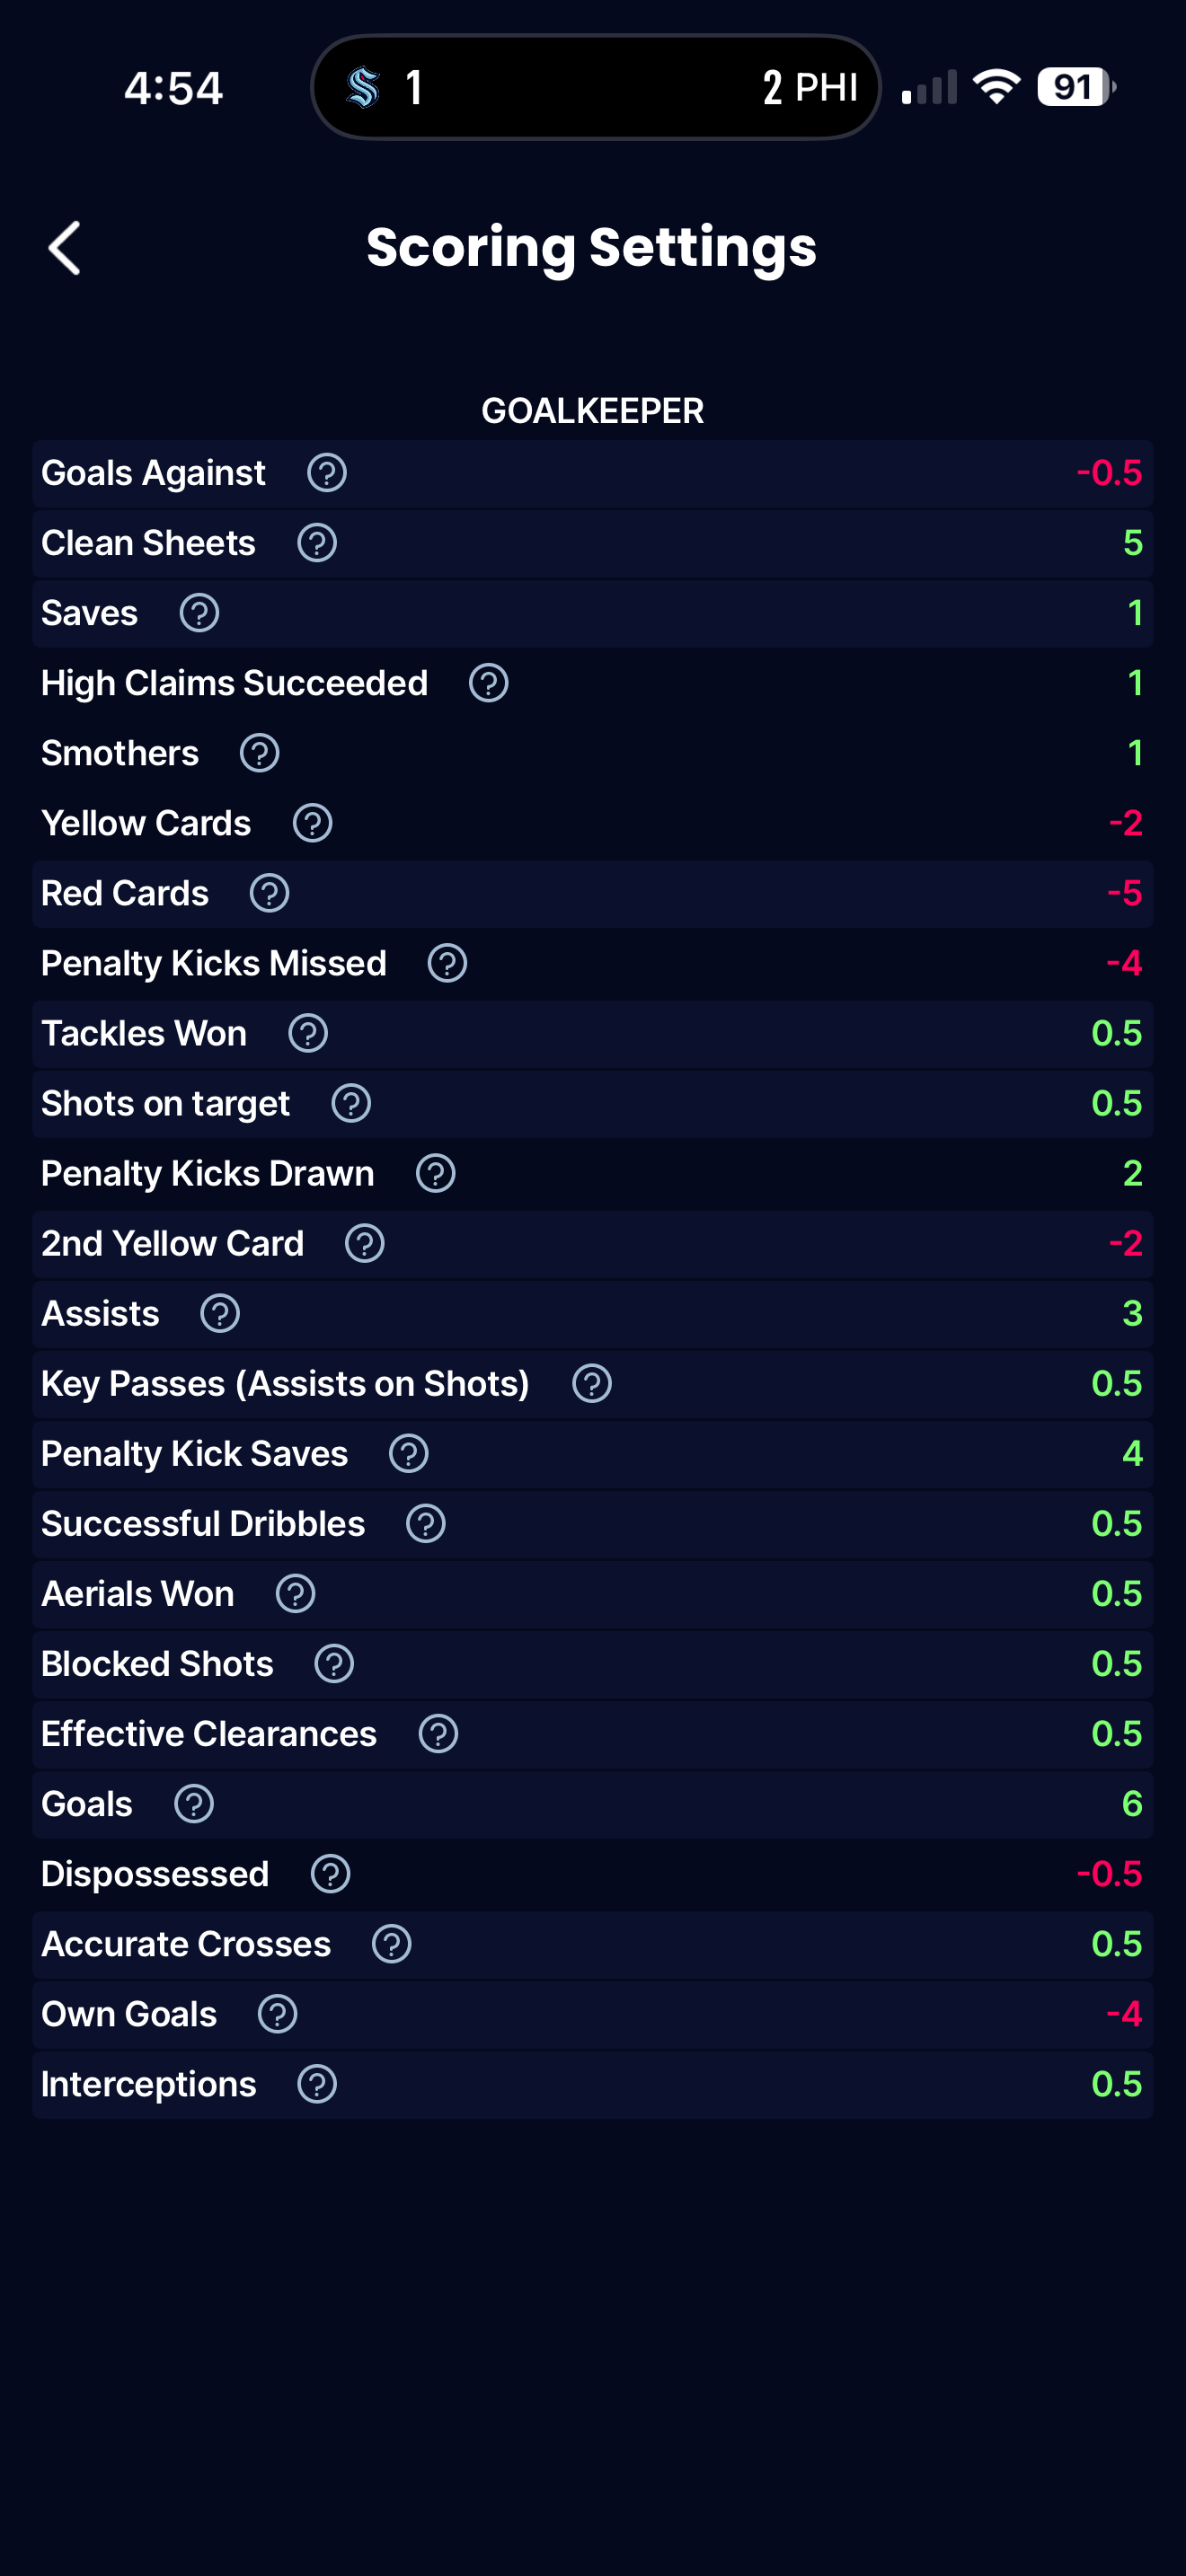 4:54 1 2 PHI 91
Scoring Settings
GOALKEEPER
Goals Against ? -0.5
Clean Sheets ? 5
Saves ? 1
High Claims Succeeded ? 1
Smothers ? 1
Yellow Cards ? -2
Red Cards ? -5
Penalty Kicks Missed ? -4
Tackles Won ? 0.5
Shots on target ? 0.5
Penalty Kicks Drawn ? 2
2nd Yellow Card ? -2
Assists ? 3
Key Passes (Assists on Shots) ? 0.5
Penalty Kick Saves ? 4
Successful Dribbles ? 0.5
Aerials Won ? 0.5
Blocked Shots ? 0.5
Effective Clearances ? 0.5
Goals ? 6
Dispossessed ? -0.5
Accurate Crosses ? 0.5
Own Goals ? -4
Interceptions ? 0.5